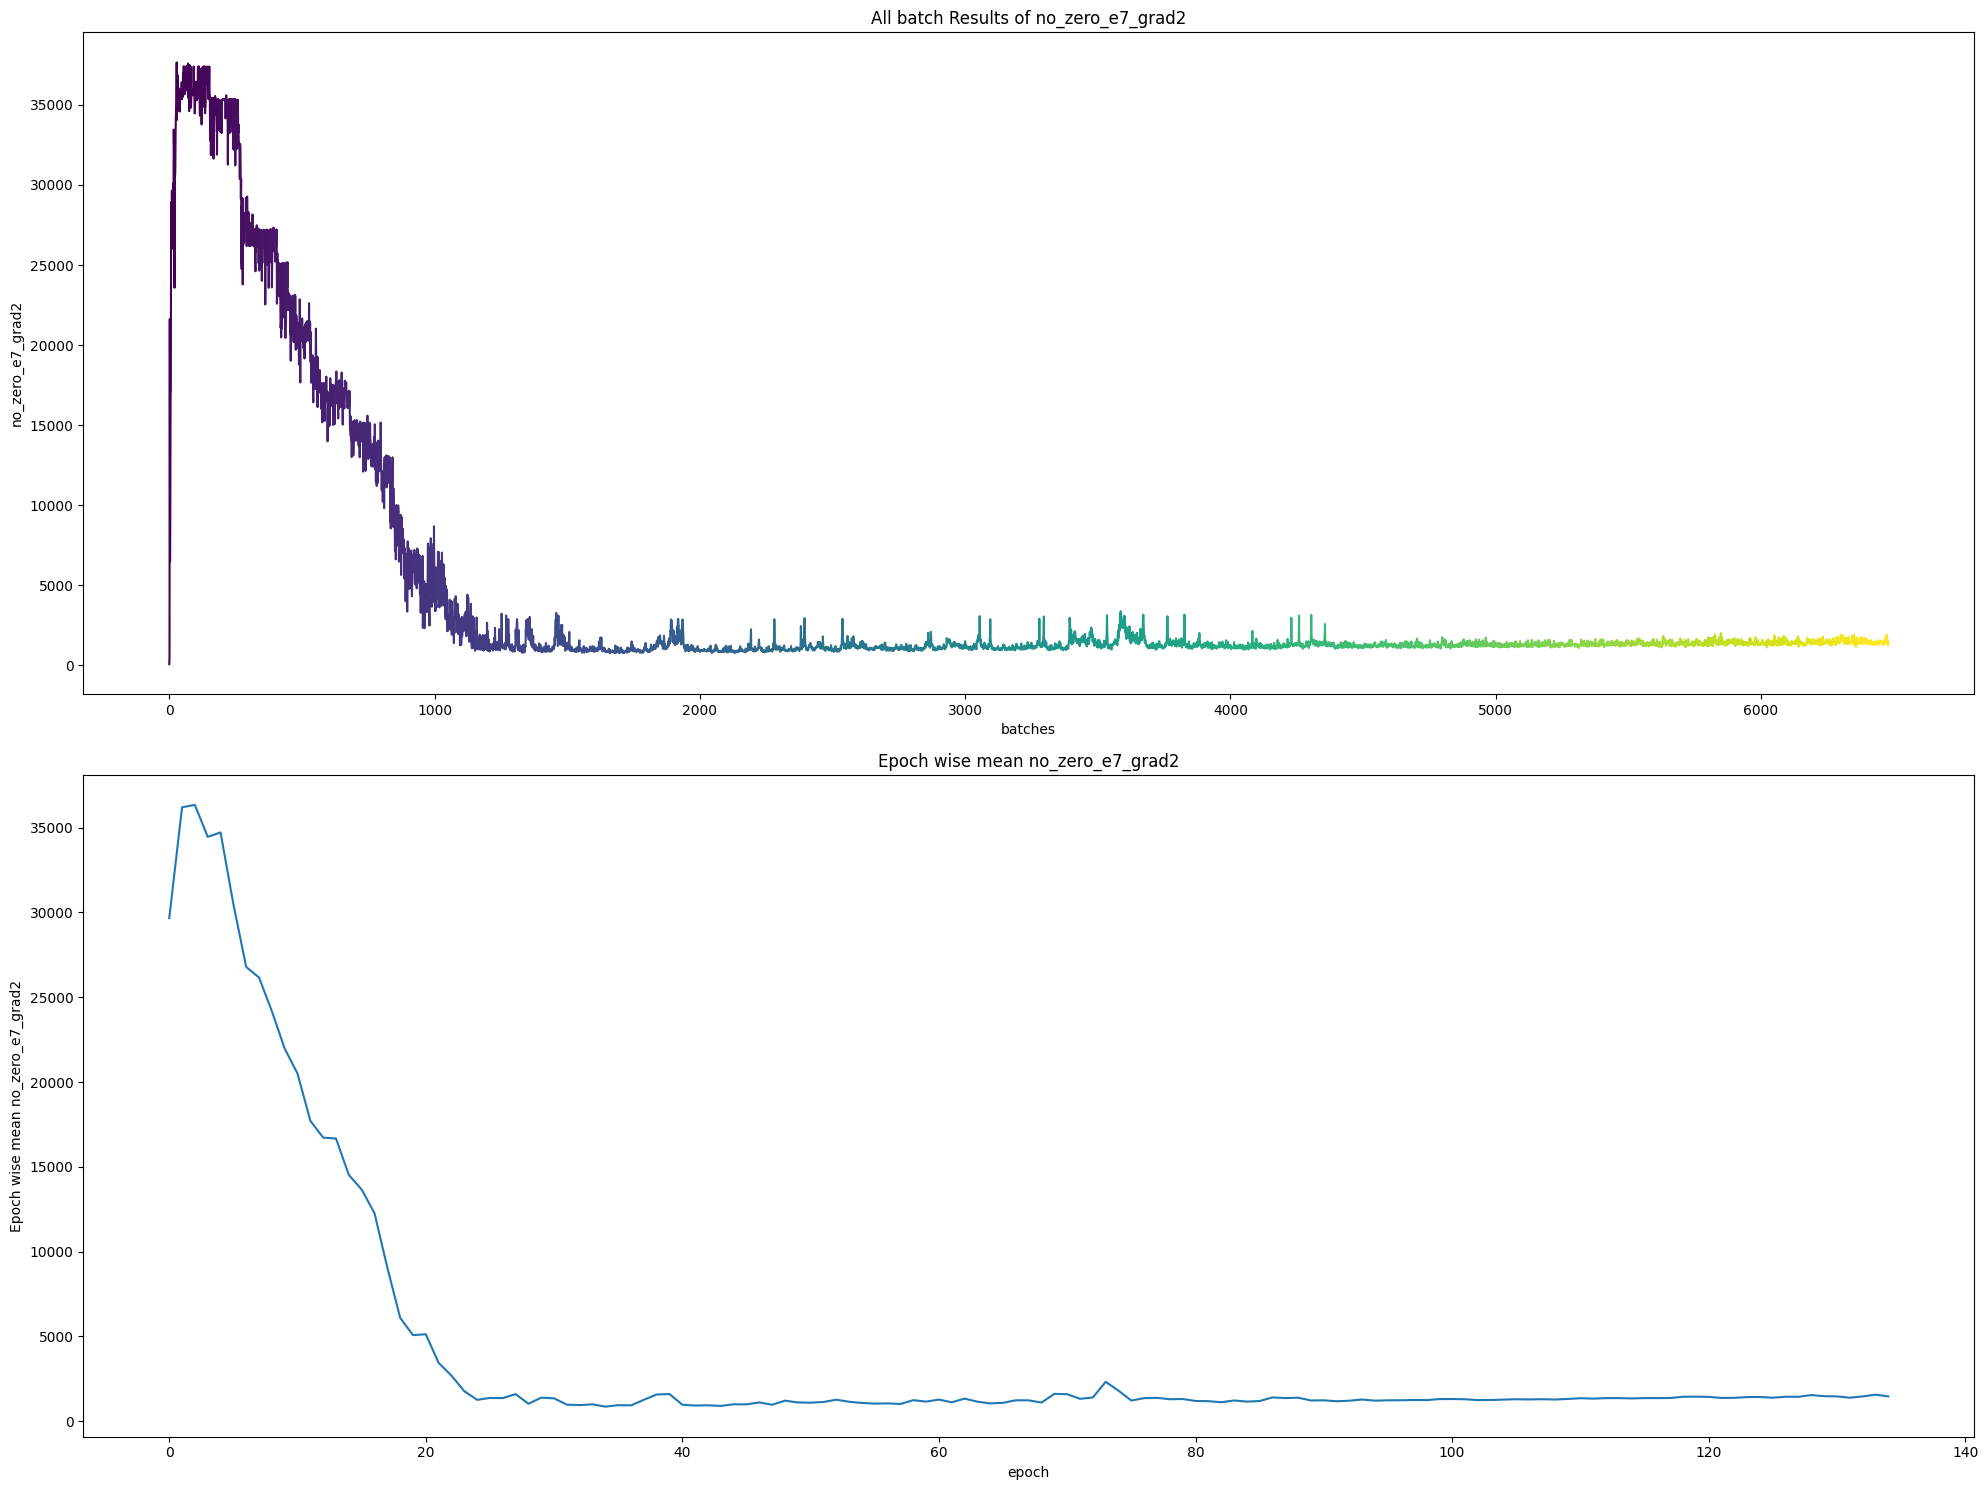 All batch Results of no_zero_e7_grad2
no_zero_e7_grad2
35000
30000
25000
20000
15000
10000
5000
0
0 1000 2000 3000 4000 5000 6000
batches
Epoch wise mean no_zero_e7_grad2
Epoch wise mean no_zero_e7_grad2
35000
30000
25000
20000
15000
10000
5000
0
0 20 40 60 80 100 120 140
epoch